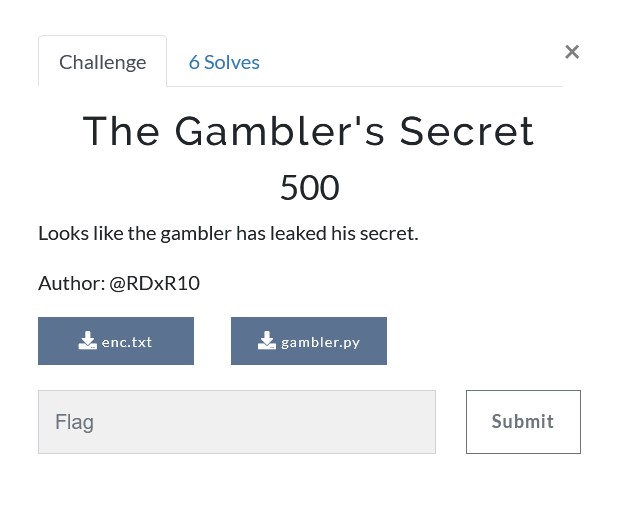 Challenge 6 Solves ×
The Gambler's Secret
500
Looks like the gambler has leaked his secret.
Author: @RDxR10
enc.txt gambler.py
Flag Submit